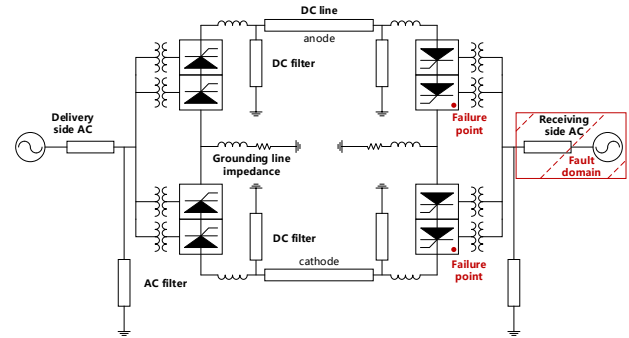 DC line
anode
DC filter
Failure
point
Delivery
side AC
Receiving
side AC
Fault
domain
Grounding line
impedance
DC filter
cathode
AC filter
Failure
point